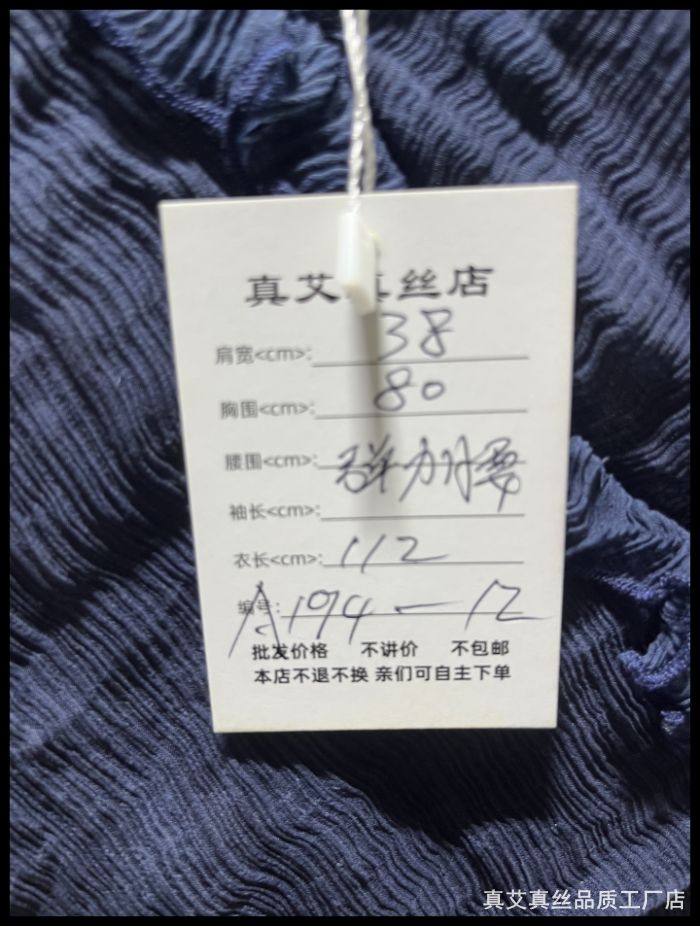 真艾真丝店
肩宽<cm>: 38
胸围<cm>: 80
腰围<cm>:
袖长<cm>:
衣长<cm>: 112
编号: A194-12
批发价格 不讲价 不包邮
本店不退不换 亲们可自主下单
真艾真丝品质工厂店